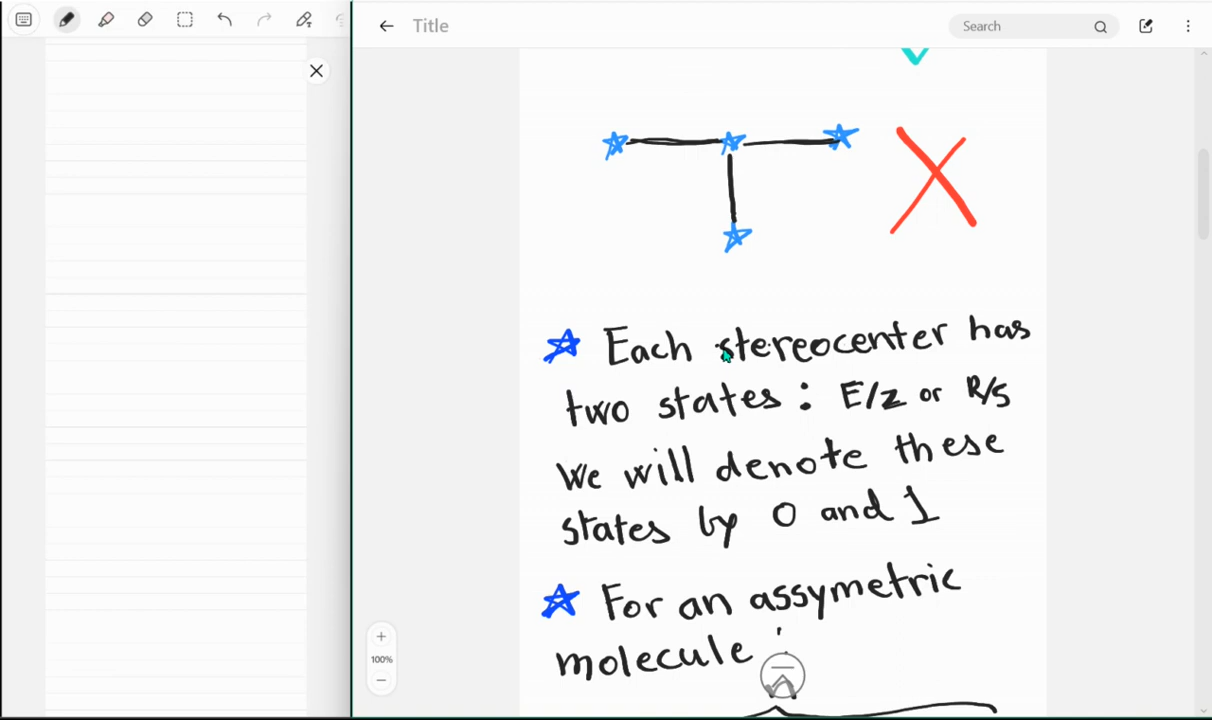 Title
Search
Each stereocenter has
two states : E/z or R/s
We will denote these
states by 0 and 1
For an assymetric
molecule :
100%